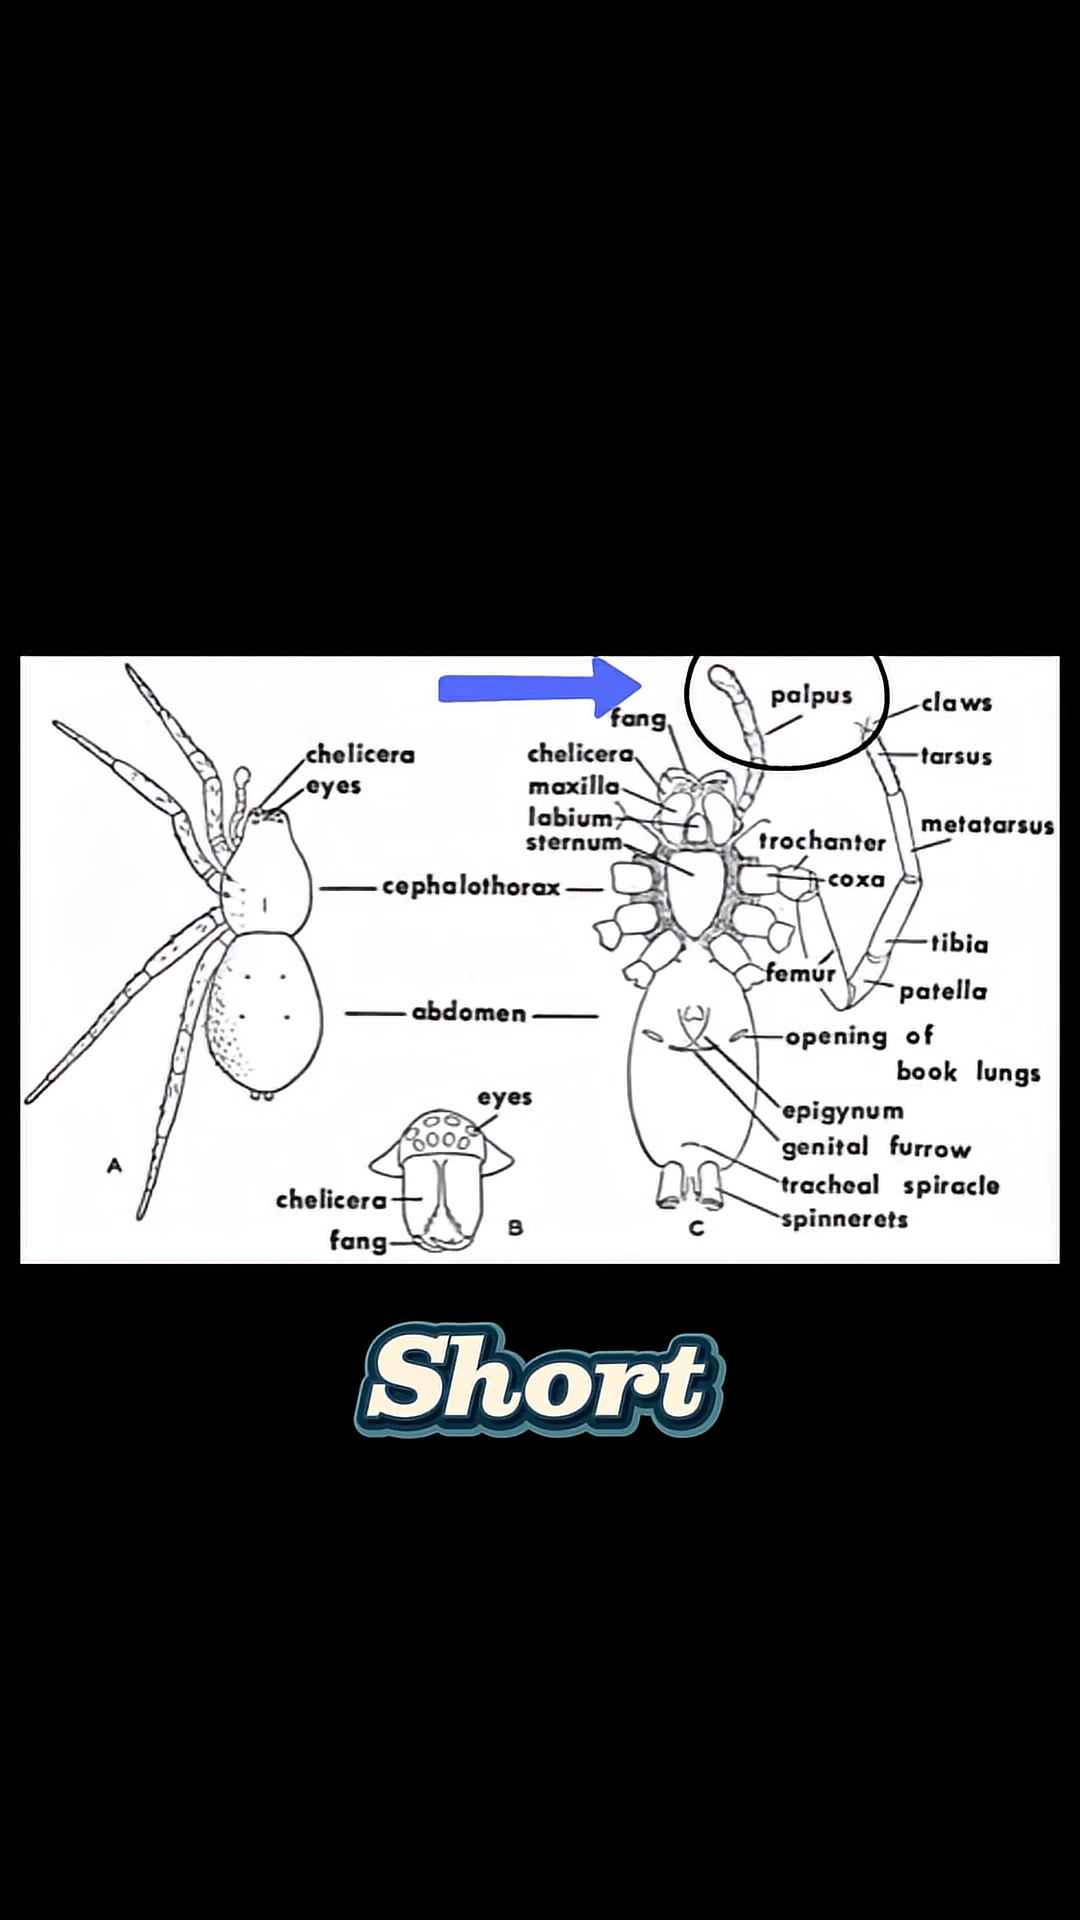 chelicera
eyes
cephalothorax
abdomen
A
eyes
chelicera
fang
B
palpus
fang
chelicera
maxilla
labium
sternum
claws
tarsus
metatarsus
trochanter
coxa
tibia
femur
patella
opening of
book lungs
epigynum
genital furrow
tracheal spiracle
spinnerets
C
Short